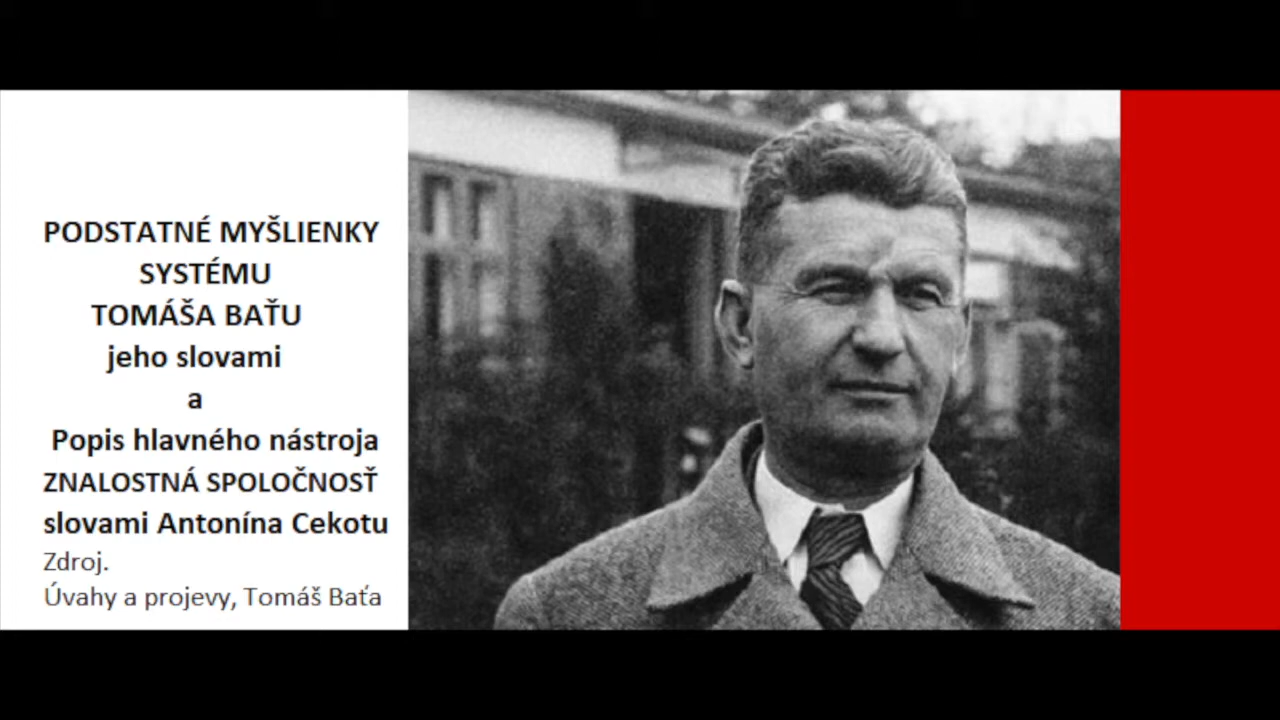 PODSTATNÉ MYŠLIENKY
SYSTÉMU
TOMÁŠA BAŤU
jeho slovami
a
Popis hlavného nástroja
ZNALOSTNÁ SPOLOČNOSŤ
slovami Antonína Cekotu
Zdroj.
Úvahy a projevy, Tomáš Baťa